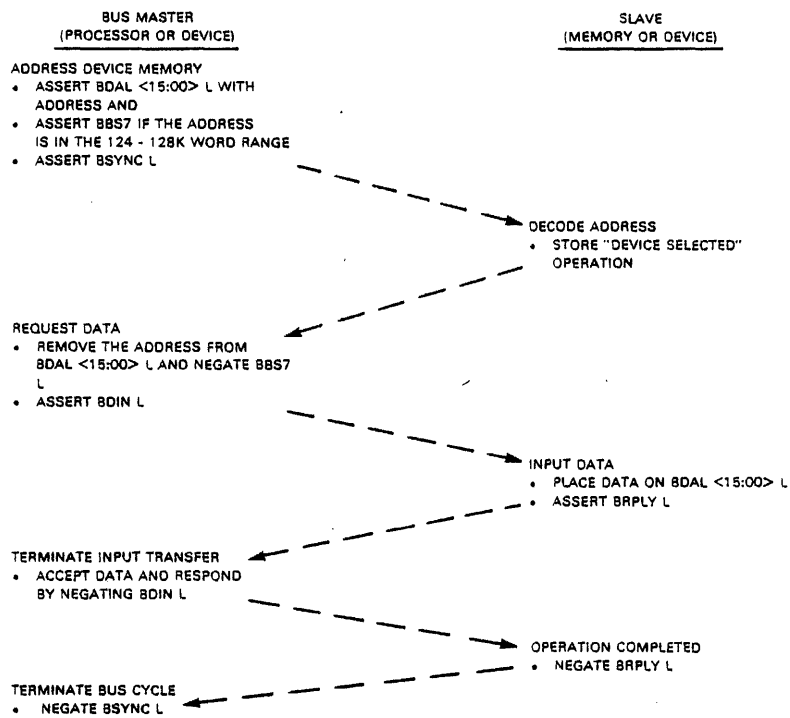 BUS MASTER
(PROCESSOR OR DEVICE)
SLAVE
(MEMORY OR DEVICE)
ADDRESS DEVICE MEMORY
• ASSERT BDAL <15:00> L WITH
ADDRESS AND
• ASSERT BBS7 IF THE ADDRESS
IS IN THE 124 - 128K WORD RANGE
• ASSERT BSYNC L
DECODE ADDRESS
• STORE "DEVICE SELECTED"
OPERATION
REQUEST DATA
• REMOVE THE ADDRESS FROM
BDAL <15:00> L AND NEGATE BBS7
L
• ASSERT BDIN L
INPUT DATA
• PLACE DATA ON BDAL <15:00> L
• ASSERT BRPLY L
TERMINATE INPUT TRANSFER
• ACCEPT DATA AND RESPOND
BY NEGATING BDIN L
OPERATION COMPLETED
• NEGATE BRPLY L
TERMINATE BUS CYCLE
• NEGATE BSYNC L